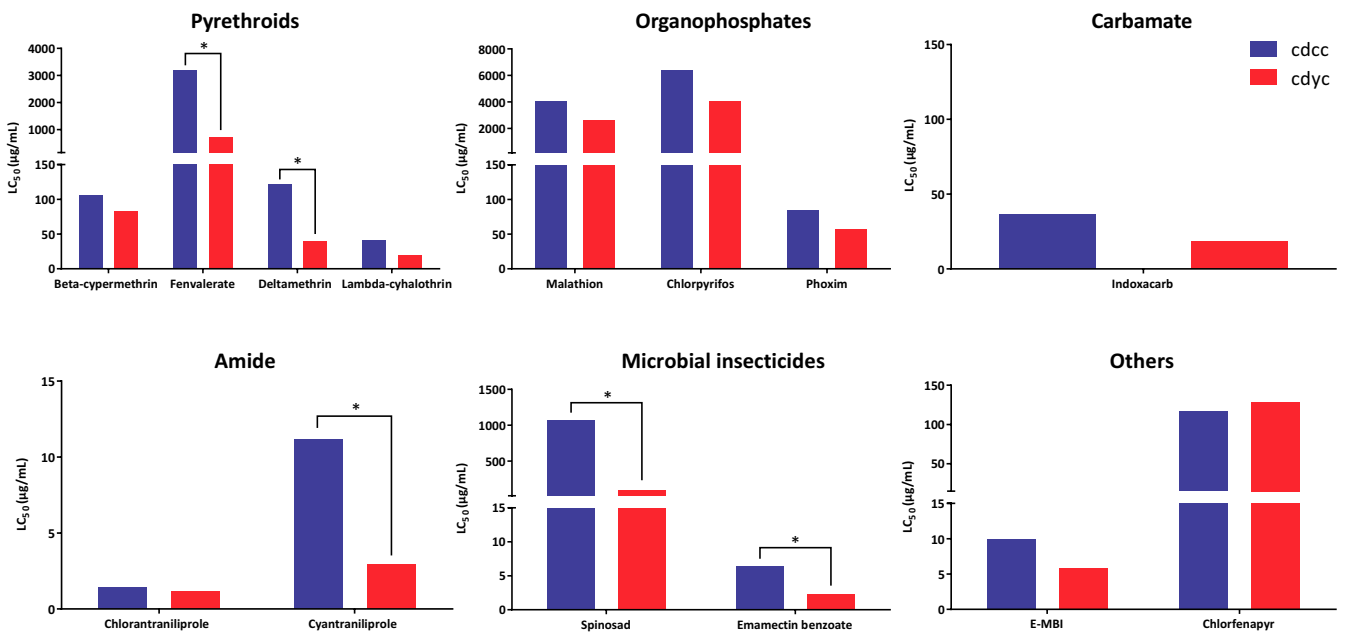 Pyrethroids
*
*
LC50 (µg/mL)
4000
3000
2000
1000
150
100
50
0
Beta-cypermethrin Fenvalerate Deltamethrin Lambda-cyhalothrin
Organophosphates
LC50 (µg/mL)
8000
6000
4000
2000
150
100
50
0
Malathion Chlorpyrifos Phoxim
Carbamate
LC50 (µg/mL)
150
100
50
0
Indoxacarb
cdcc
cdyc
Amide
*
LC50 (µg/mL)
15
10
5
0
Chlorantraniliprole Cyantraniliprole
Microbial insecticides
*
*
LC50 (µg/mL)
1500
1000
500
15
10
5
0
Spinosad Emamectin benzoate
Others
LC50 (µg/mL)
150
100
50
15
10
5
0
E-MBI Chlorfenapyr